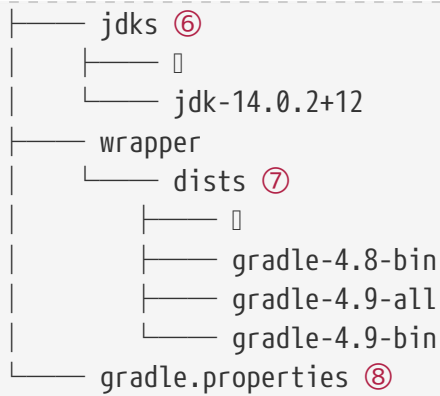 ├── jdks ⑥
│   ├── ▯
│   └── jdk-14.0.2+12
├── wrapper
│   └── dists ⑦
│       ├── ▯
│       ├── gradle-4.8-bin
│       ├── gradle-4.9-all
│       └── gradle-4.9-bin
└── gradle.properties ⑧